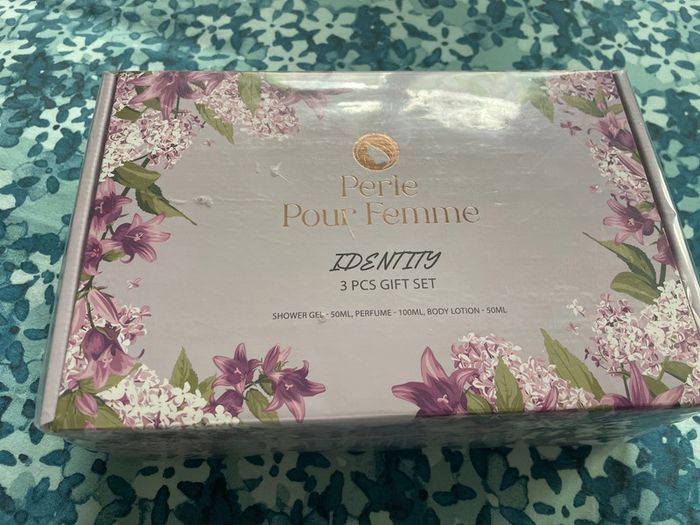 Perle
Pour Femme
IDENTITY
3 PCS GIFT SET
SHOWER GEL - 50ML, PERFUME - 100ML, BODY LOTION - 50ML